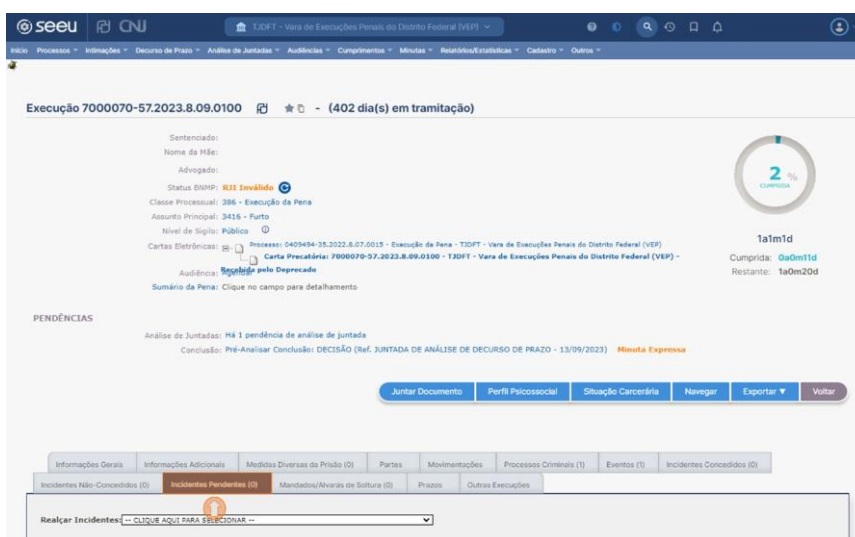 seeu CNJ TJDFT - Vara de Execuções Penais do Distrito Federal (VEP)
Início Processos Intimações Decurso de Prazo Análise de Juntadas Audiências Cumprimentos Minutas Relatórios/Estatísticas Cadastro Outros
Execução 7000070-57.2023.8.09.0100 - (402 dia(s) em tramitação)
Sentenciado:
Nome da Mãe:
Advogado:
Status BNMP: RJI Inválido
Classe Processual: 386 - Execução da Pena
Assunto Principal: 3416 - Furto
Nível de Sigilo: Público
Cartas Eletrônicas: Processo: 0409494-35.2022.8.07.0015 - Execução da Pena - TJDFT - Vara de Execuções Penais do Distrito Federal (VEP)
Carta Precatória: 7000070-57.2023.8.09.0100 - TJDFT - Vara de Execuções Penais do Distrito Federal (VEP) -
Recebida pelo Deprecado
Audiência: Agendar
Sumário da Pena: Clique no campo para detalhamento
2 %
CUMPRIDA
1a1m1d
Cumprida: 0a0m11d
Restante: 1a0m20d
PENDÊNCIAS
Análise de Juntadas: Há 1 pendência de análise de juntada
Conclusão: Pré-Analisar Conclusão: DECISÃO (Ref. JUNTADA DE ANÁLISE DE DECURSO DE PRAZO - 13/09/2023) Minuta Expressa
Juntar Documento Perfil Psicossocial Situação Carcerária Navegar Exportar ▼ Voltar
Informações Gerais Informações Adicionais Medidas Diversas da Prisão (0) Partes Movimentações Processos Criminais (1) Eventos (1) Incidentes Concedidos (0)
Incidentes Não-Concedidos (0) Incidentes Pendentes (0) Mandados/Alvarás de Soltura (0) Prazos Outras Execuções
Realçar Incidentes: -- CLIQUE AQUI PARA SELECIONAR --